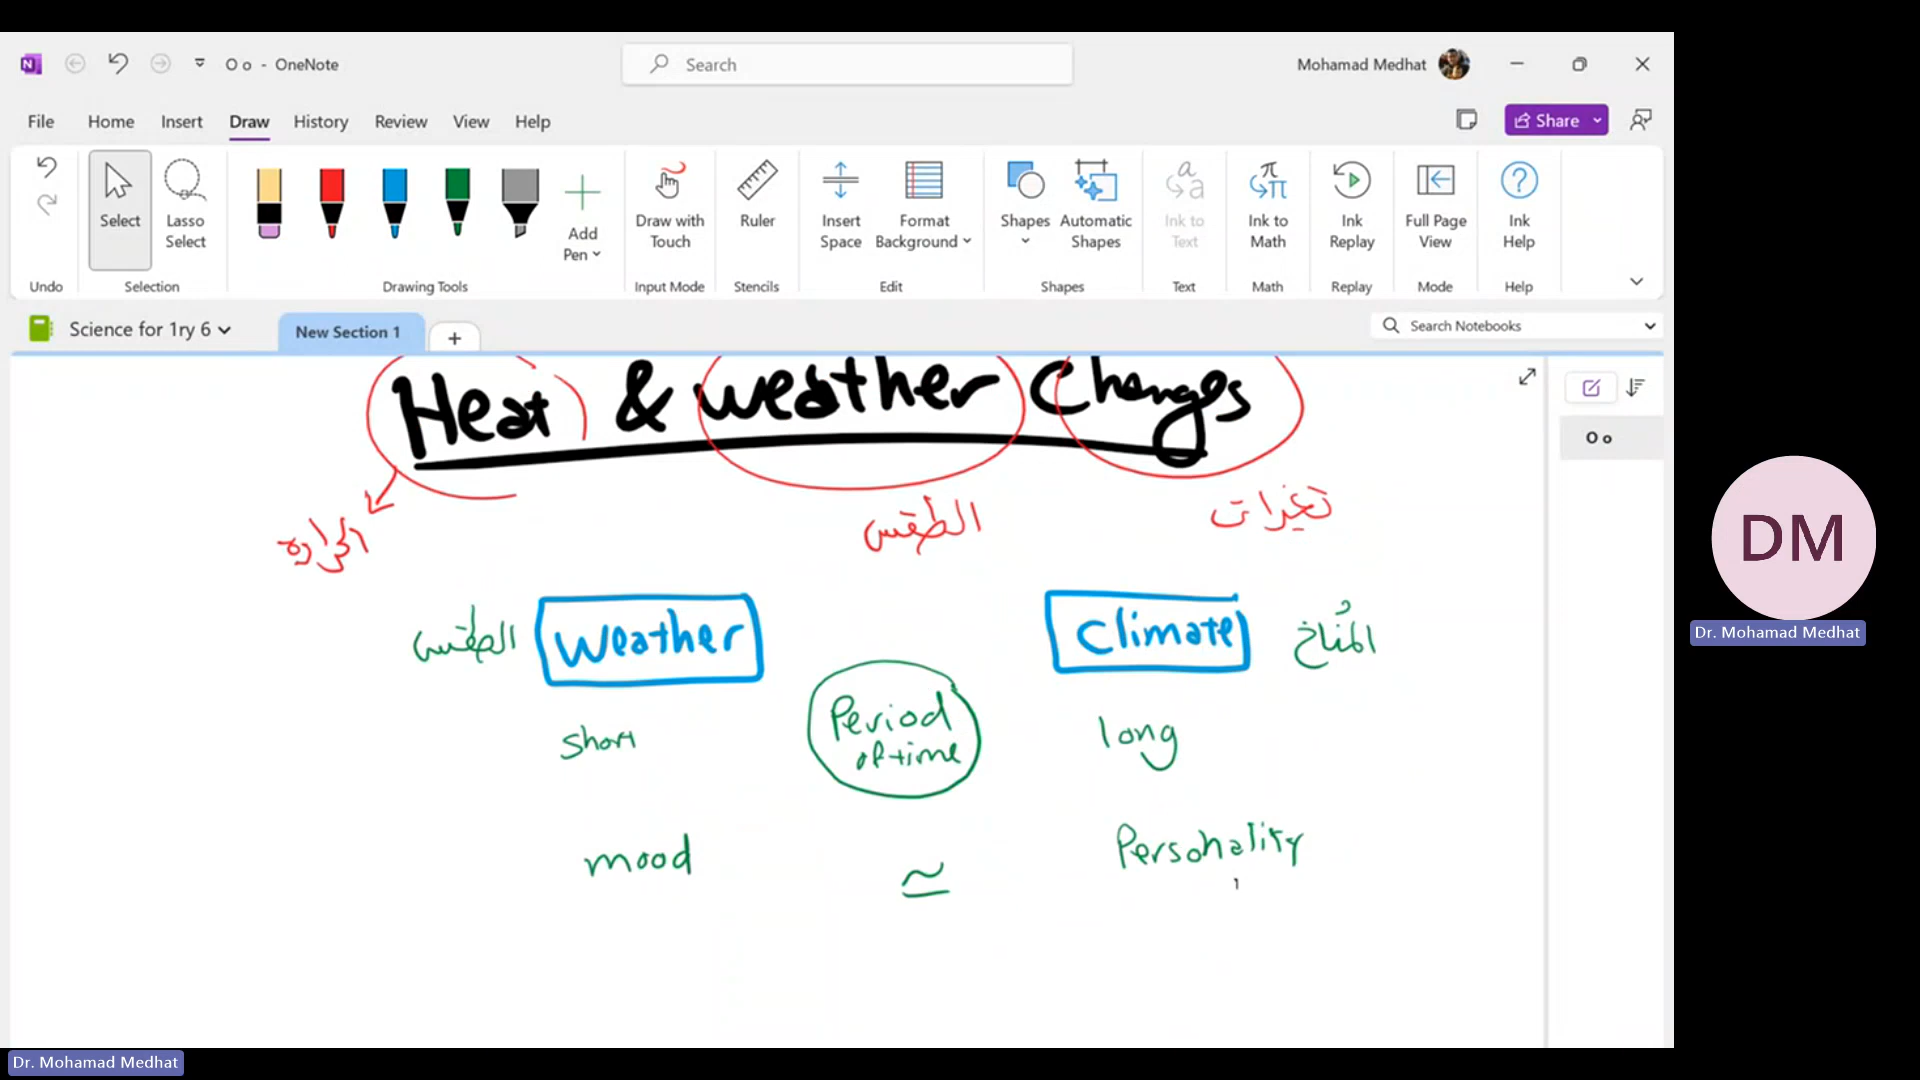 O o - OneNote
Search
Mohamad Medhat
File Home Insert Draw History Review View Help
Share
Select
Lasso Select
Add Pen
Draw with Touch
Ruler
Insert Space
Format Background
Shapes
Automatic Shapes
Ink to Text
Ink to Math
Ink Replay
Full Page View
Ink Help
Undo Selection Drawing Tools Input Mode Stencils Edit Shapes Text Math Replay Mode Help
Science for 1ry 6
New Section 1
Search Notebooks
O o
Heat & weather Changes
الحرارة الطقس تغيرات
الطقس Weather Climate المُناخ
short Period of time long
mood ≃ Personality
DM
Dr. Mohamad Medhat
Dr. Mohamad Medhat